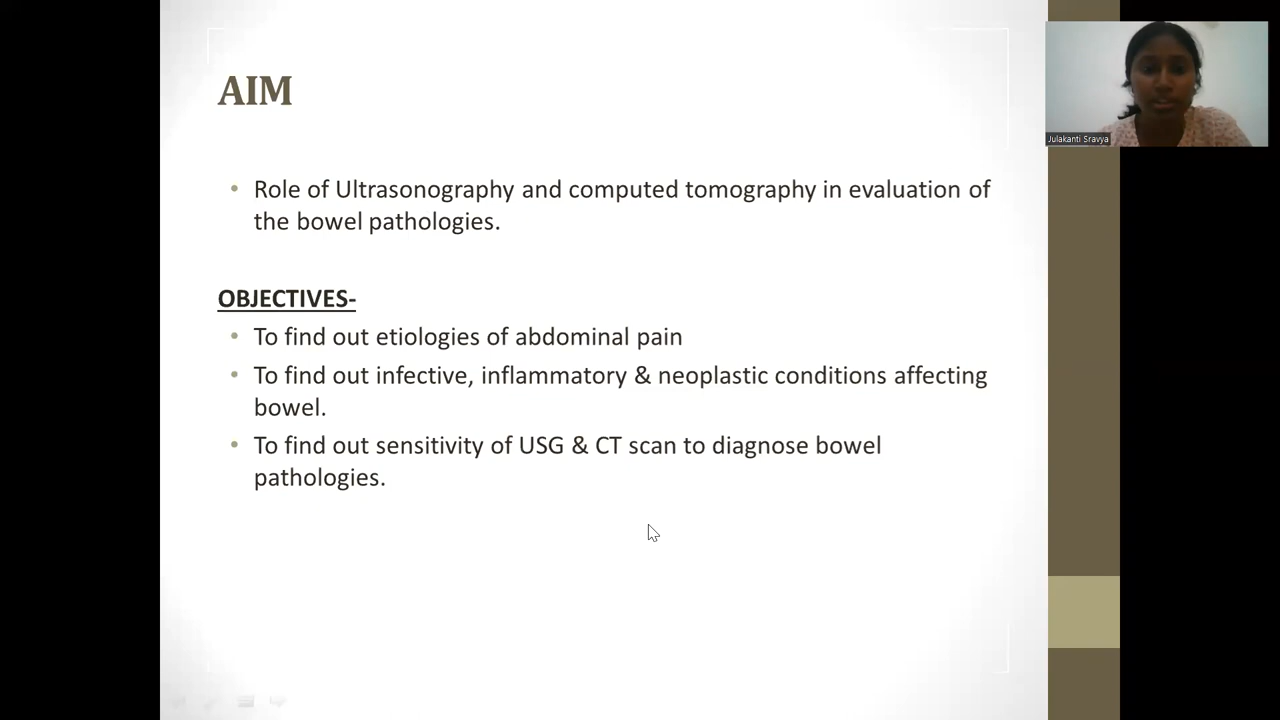 AIM
• Role of Ultrasonography and computed tomography in evaluation of
the bowel pathologies.
OBJECTIVES-
• To find out etiologies of abdominal pain
• To find out infective, inflammatory & neoplastic conditions affecting
bowel.
• To find out sensitivity of USG & CT scan to diagnose bowel
pathologies.
Julakanti Sravya